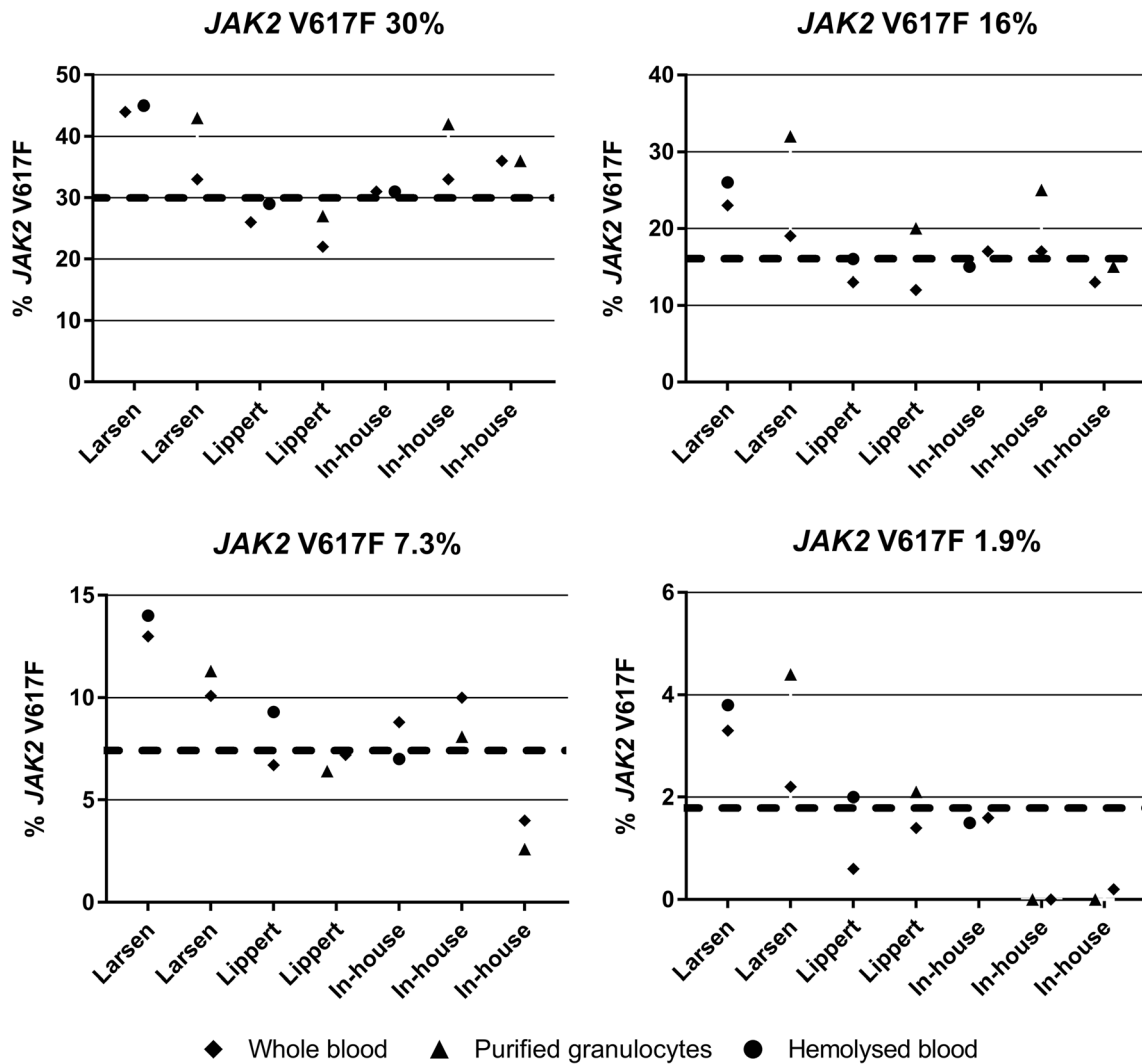 JAK2 V617F 30%
% JAK2 V617F
50
40
30
20
10
0
Larsen
Larsen
Lippert
Lippert
In-house
In-house
In-house
JAK2 V617F 16%
% JAK2 V617F
40
30
20
10
0
Larsen
Larsen
Lippert
Lippert
In-house
In-house
In-house
JAK2 V617F 7.3%
% JAK2 V617F
15
10
5
0
Larsen
Larsen
Lippert
Lippert
In-house
In-house
In-house
JAK2 V617F 1.9%
% JAK2 V617F
6
4
2
0
Larsen
Larsen
Lippert
Lippert
In-house
In-house
In-house
Whole blood
Purified granulocytes
Hemolysed blood